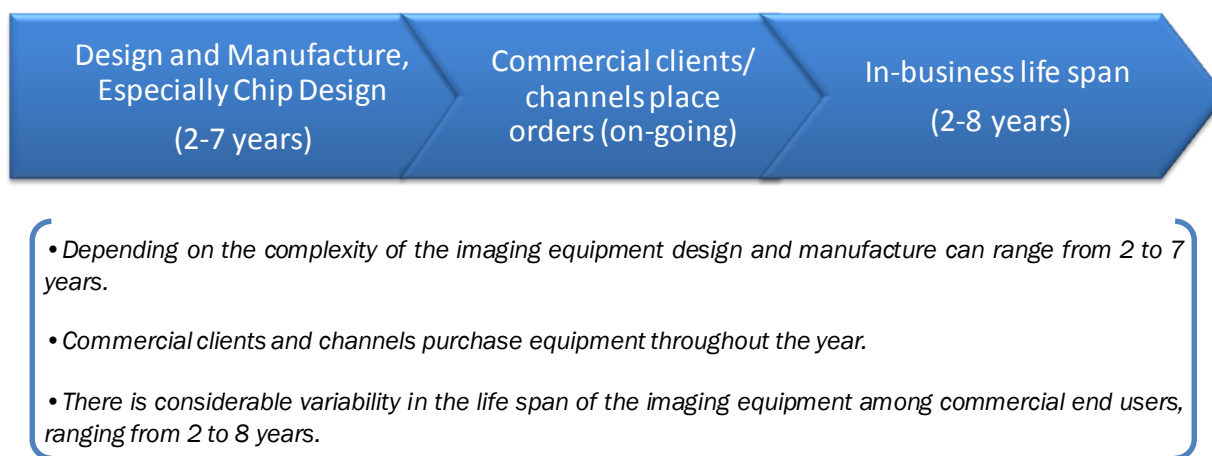 Design and Manufacture,
Especially Chip Design
(2-7 years)
Commercial clients/
channels place
orders (on-going)
In-business life span
(2-8 years)
•Depending on the complexity of the imaging equipment design and manufacture can range from 2 to 7
years.
•Commercial clients and channels purchase equipment throughout the year.
•There is considerable variability in the life span of the imaging equipment among commercial end users,
ranging from 2 to 8 years.